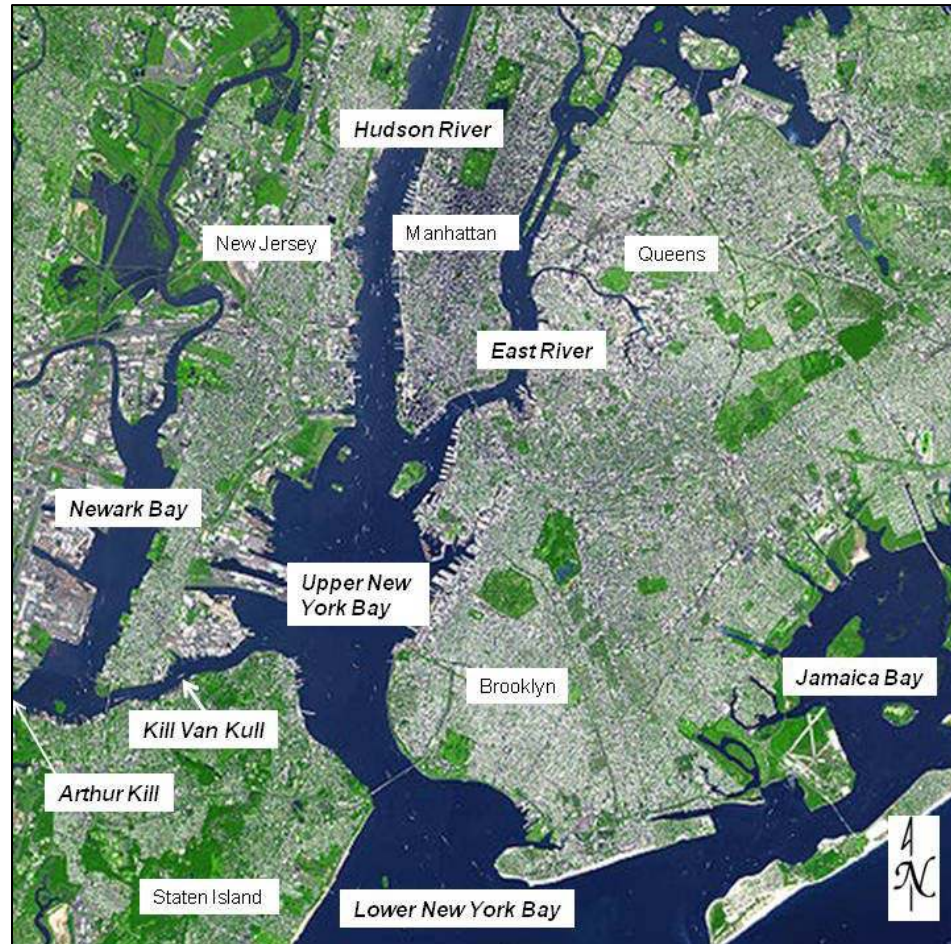 Hudson River
New Jersey
Manhattan
Queens
East River
Newark Bay
Upper New
York Bay
Brooklyn
Jamaica Bay
Kill Van Kull
Arthur Kill
Staten Island
Lower New York Bay
N